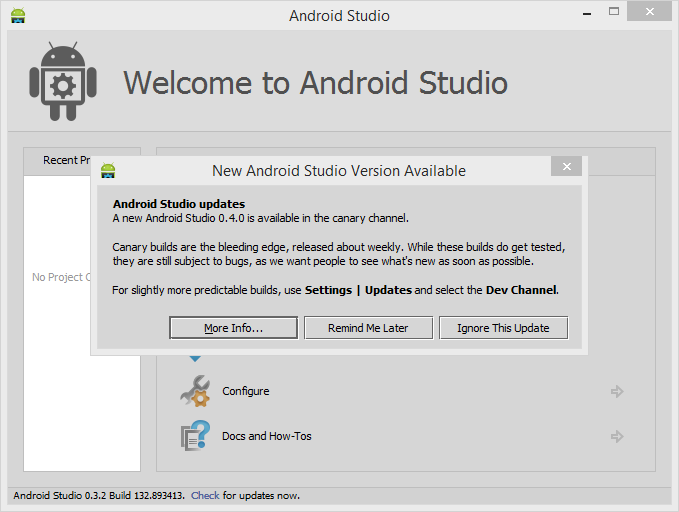 Android Studio
Welcome to Android Studio
Recent Pr
New Android Studio Version Available
Android Studio updates
A new Android Studio 0.4.0 is available in the canary channel.
Canary builds are the bleeding edge, released about weekly. While these builds do get tested,
they are still subject to bugs, as we want people to see what's new as soon as possible.
For slightly more predictable builds, use Settings | Updates and select the Dev Channel.
More Info... Remind Me Later Ignore This Update
No Project O
Configure
Docs and How-Tos
Android Studio 0.3.2 Build 132.893413. Check for updates now.